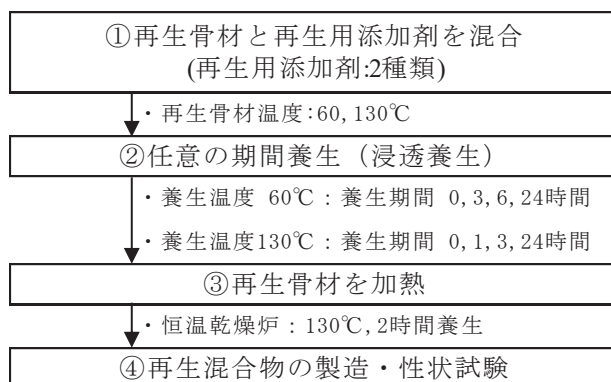 ①再生骨材と再生用添加剤を混合
(再生用添加剤:2種類)
・再生骨材温度:60,130℃
②任意の期間養生（浸透養生）
・養生温度 60℃：養生期間 0,3,6,24時間
・養生温度130℃：養生期間 0,1,3,24時間
③再生骨材を加熱
・恒温乾燥炉：130℃,2時間養生
④再生混合物の製造・性状試験